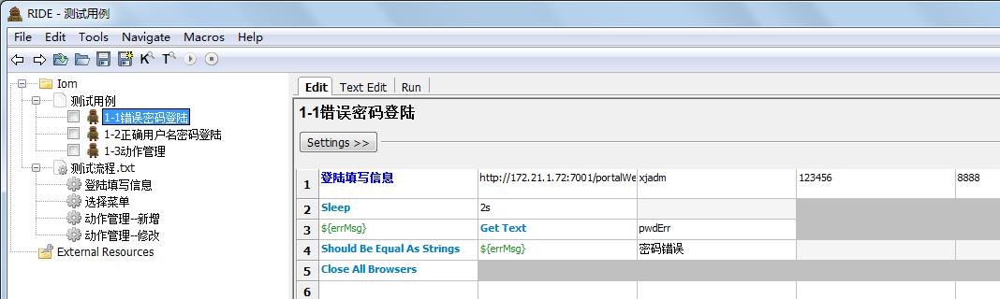 RIDE - 测试用例
File Edit Tools Navigate Macros Help
K T
Iom
测试用例
1-1错误密码登陆
1-2正确用户名密码登陆
1-3动作管理
测试流程.txt
登陆填写信息
选择菜单
动作管理--新增
动作管理--修改
External Resources
Edit Text Edit Run
1-1错误密码登陆
Settings >>
1 登陆填写信息 http://172.21.1.72:7001/portalWe xjadm 123456 8888
2 Sleep 2s
3 ${errMsg} Get Text pwdErr
4 Should Be Equal As Strings ${errMsg} 密码错误
5 Close All Browsers
6